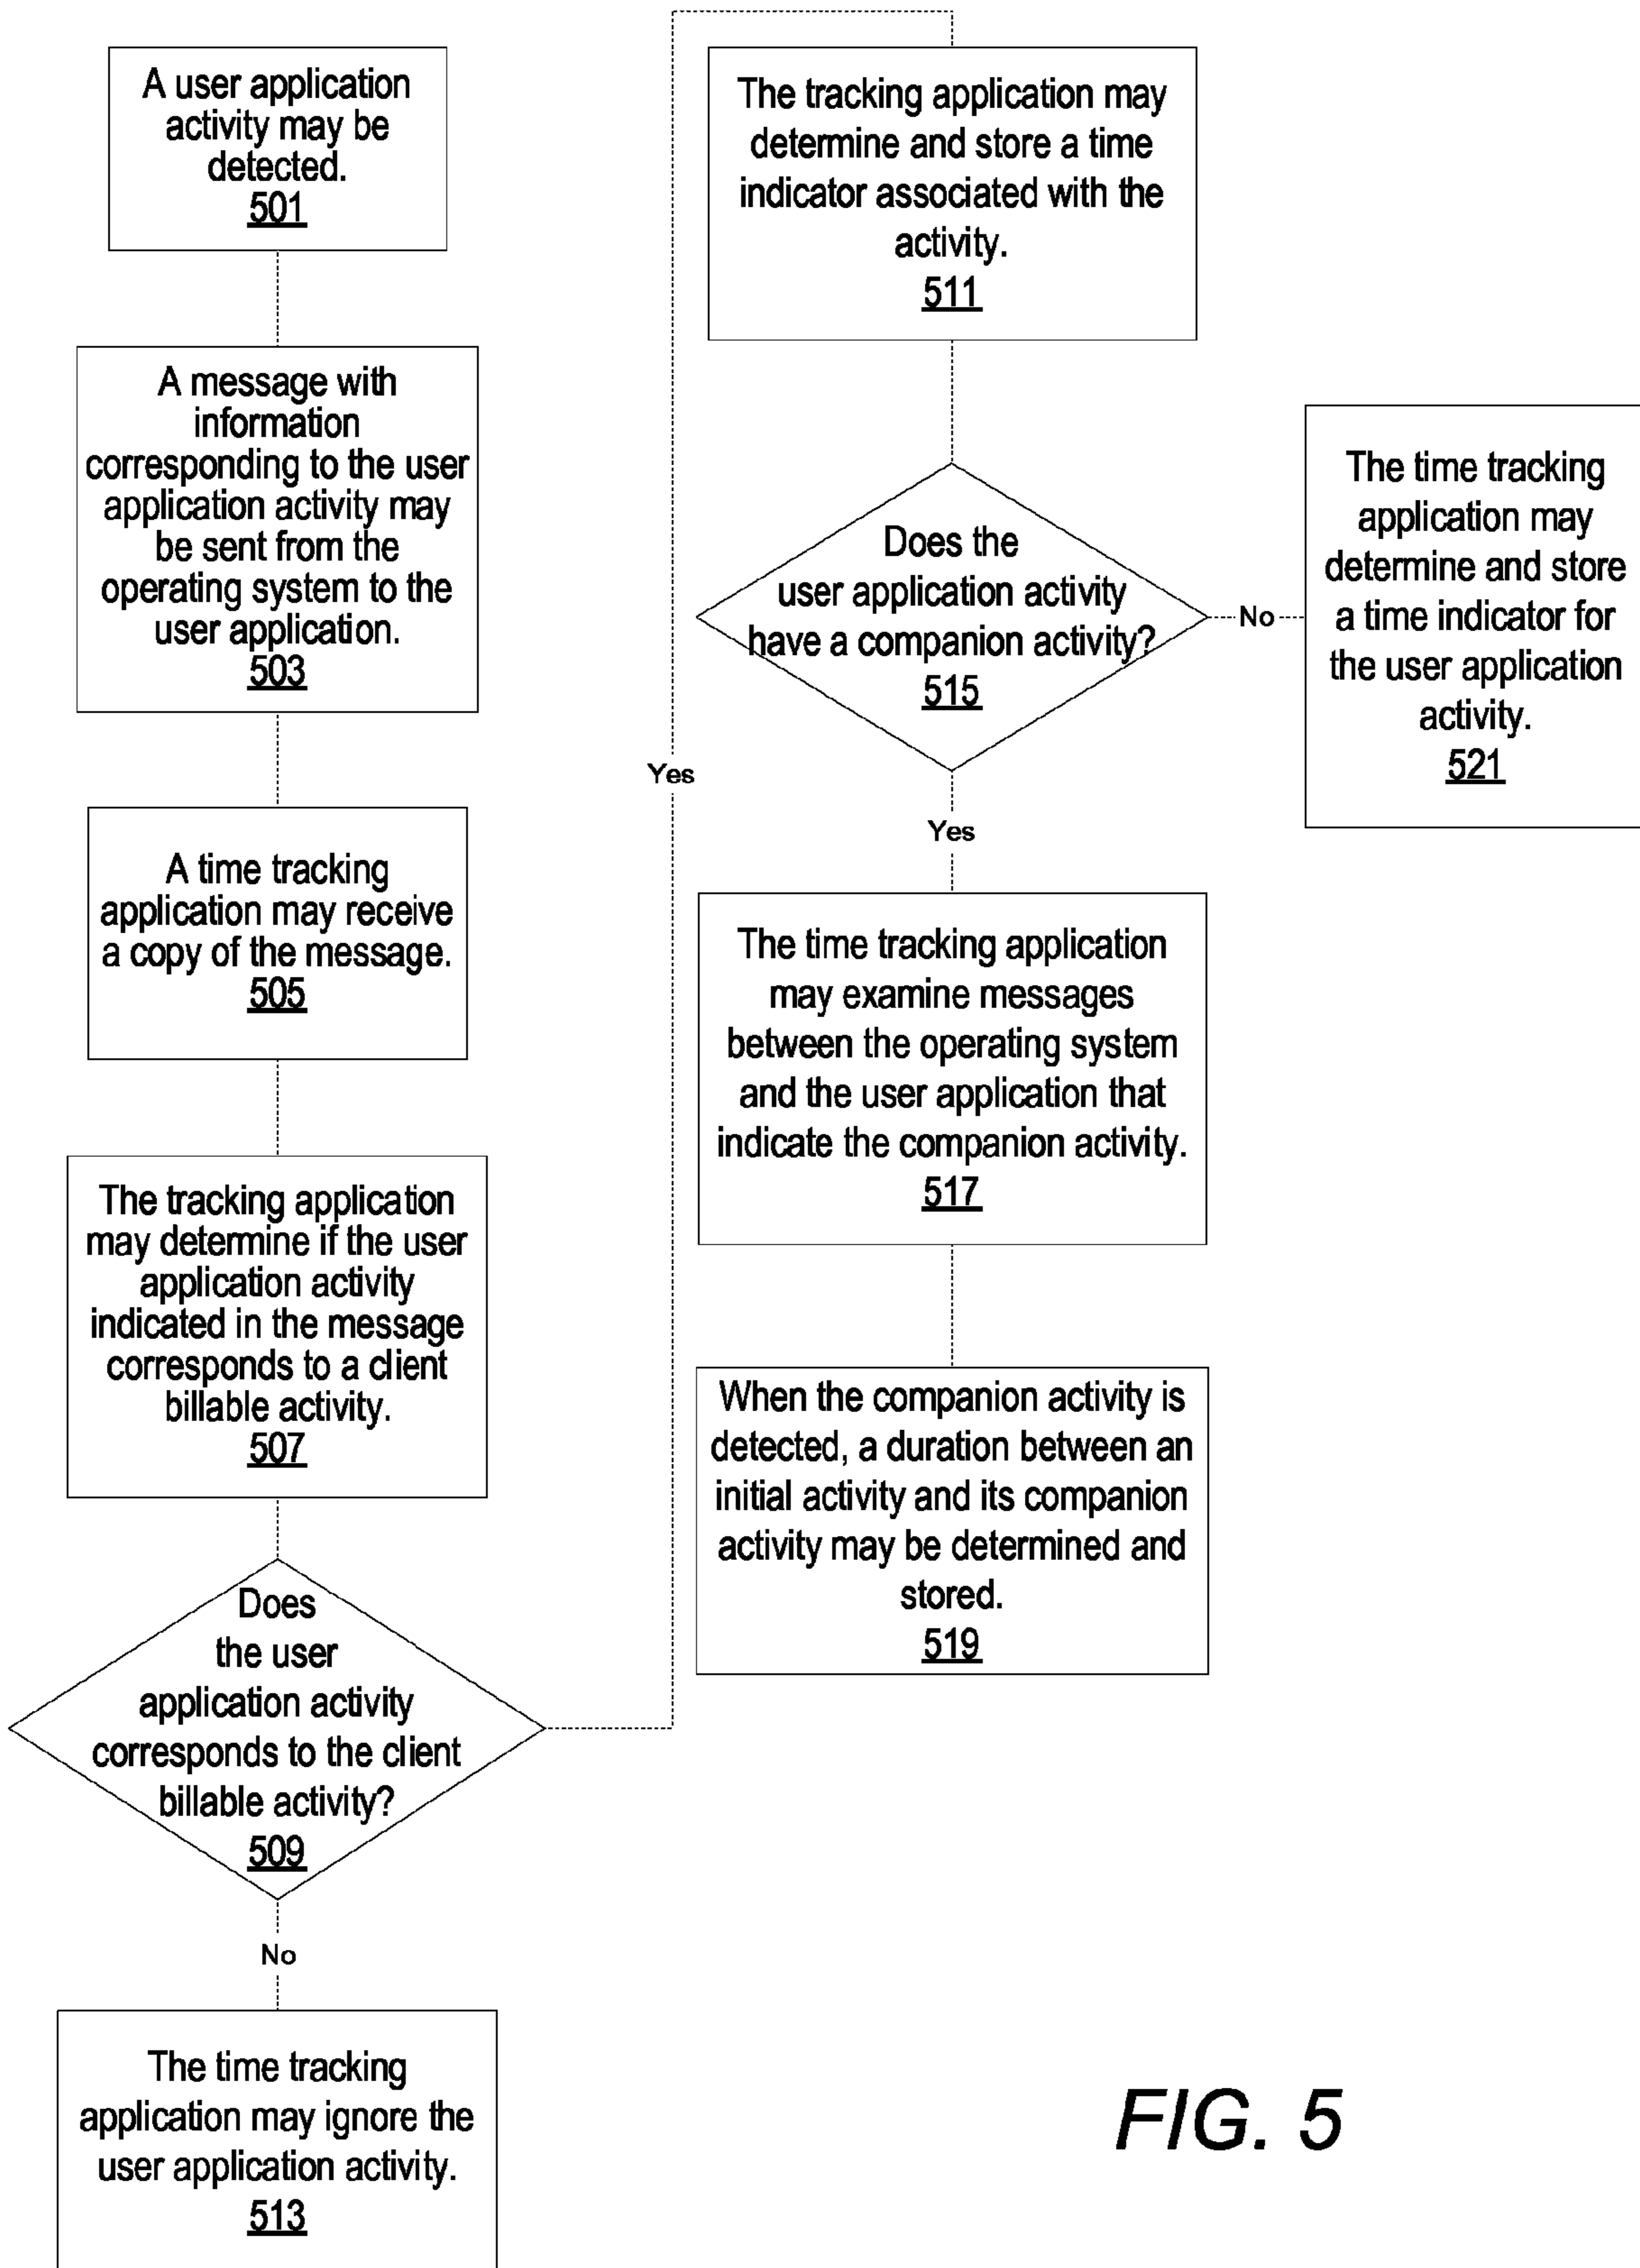 A user application
activity may be
detected.
501
A message with
information
corresponding to the user
application activity may
be sent from the
operating system to the
user application.
503
A time tracking
application may receive
a copy of the message.
505
The tracking application
may determine if the user
application activity
indicated in the message
corresponds to a client
billable activity.
507
Does
the user
application activity
corresponds to the client
billable activity?
509
No
The time tracking
application may ignore the
user application activity.
513
Yes
The tracking application may
determine and store a time
indicator associated with the
activity.
511
Does the
user application activity
have a companion activity?
515
No
The time tracking
application may
determine and store
a time indicator for
the user application
activity.
521
Yes
The time tracking application
may examine messages
between the operating system
and the user application that
indicate the companion activity.
517
When the companion activity is
detected, a duration between an
initial activity and its companion
activity may be determined and
stored.
519
FIG. 5